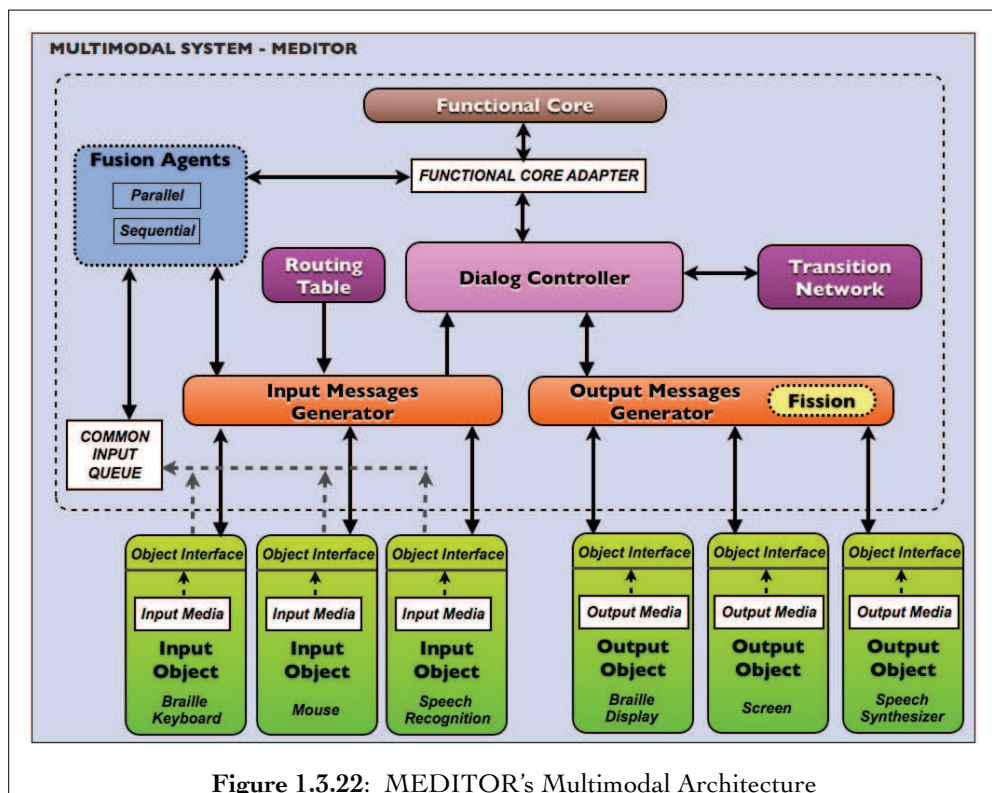 MULTIMODAL SYSTEM - MEDITOR
Functional Core
Fusion Agents
Parallel
Sequential
FUNCTIONAL CORE ADAPTER
Routing
Table
Dialog Controller
Transition
Network
Input Messages
Generator
Output Messages
Generator
Fission
COMMON
INPUT
QUEUE
Object Interface
Input Media
Input
Object
Braille
Keyboard
Object Interface
Input Media
Input
Object
Mouse
Object Interface
Input Media
Input
Object
Speech
Recognition
Object Interface
Output Media
Output
Object
Braille
Display
Object Interface
Output Media
Output
Object
Screen
Object Interface
Output Media
Output
Object
Speech
Synthesizer
Figure 1.3.22: MEDITOR's Multimodal Architecture